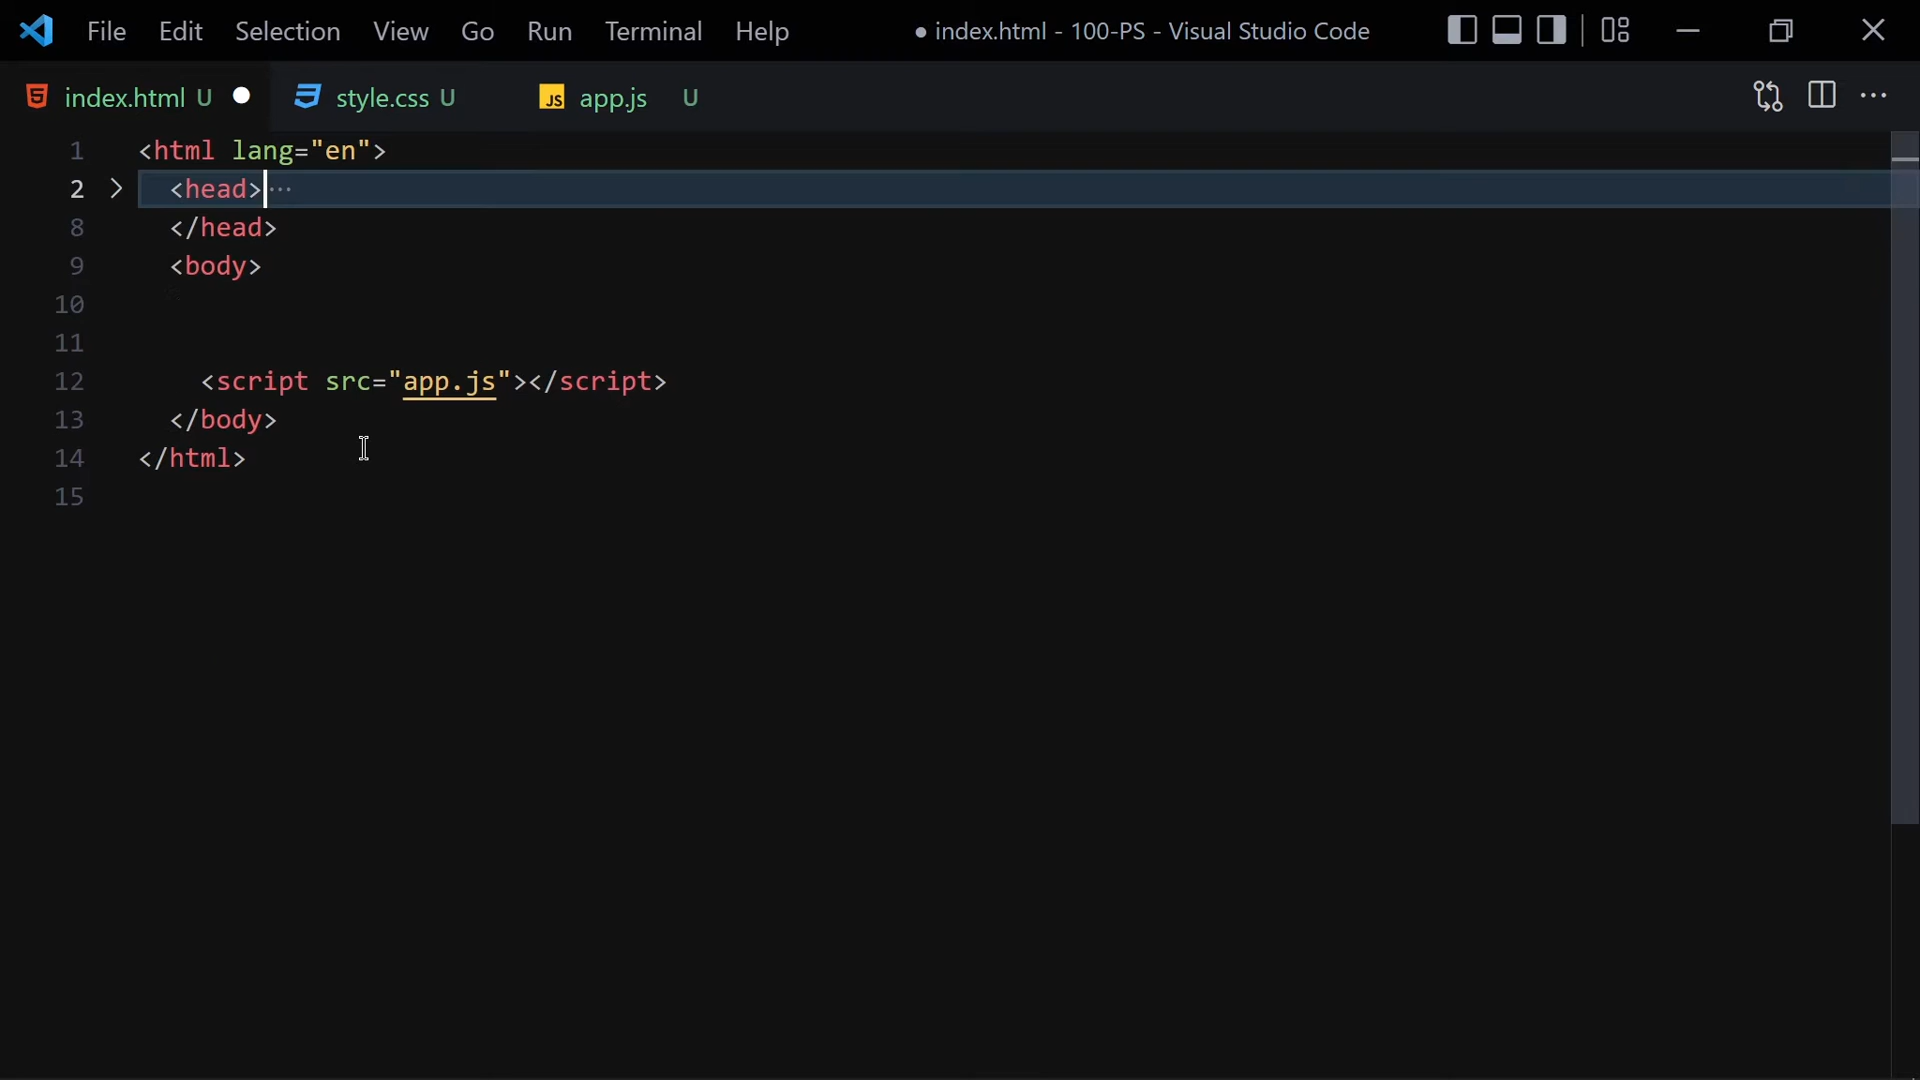 File Edit Selection View Go Run Terminal Help ● index.html - 100-PS - Visual Studio Code
index.html U ● style.css U JS app.js U
1 <html lang="en">
2 <head>⋯
8 </head>
9 <body>
10
11
12 <script src="app.js"></script>
13 </body>
14 </html>
15